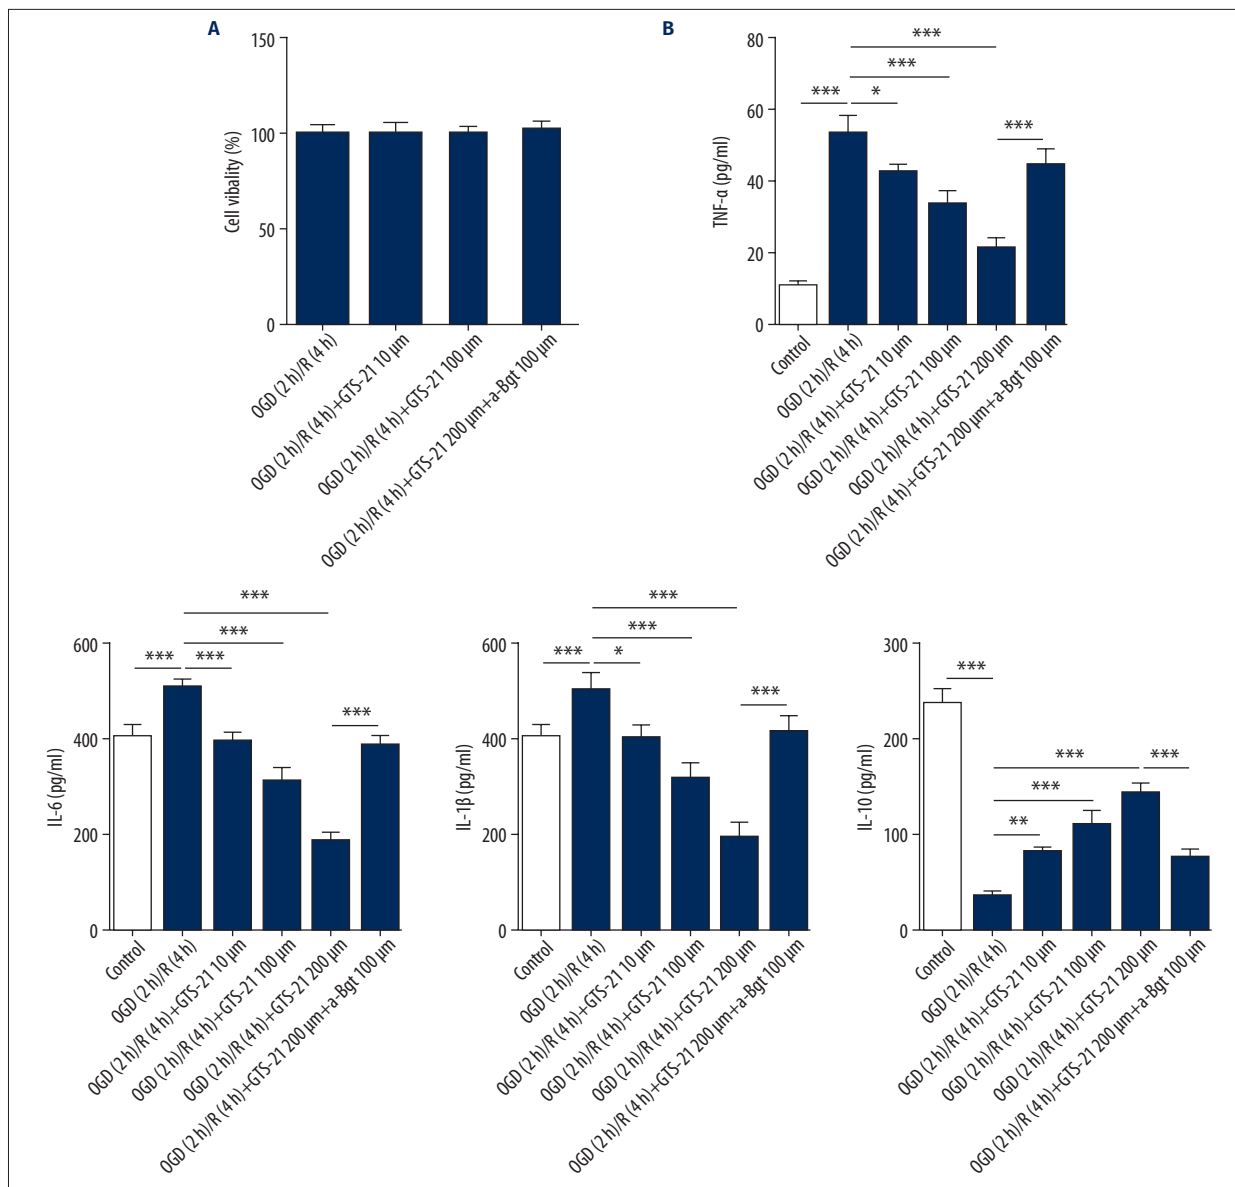 A
150
100
50
0
Cell vibality (%)
OGD (2 h)/R (4 h)
OGD (2 h)/R (4 h)+GTS-21 10 μm
OGD (2 h)/R (4 h)+GTS-21 100 μm
OGD (2 h)/R (4 h)+GTS-21 200 μm+a-Bgt 100 μm
B
80
60
40
20
0
TNF-α (pg/ml)
***
***
***
*
***
Control
OGD (2 h)/R (4 h)
OGD (2 h)/R (4 h)+GTS-21 10 μm
OGD (2 h)/R (4 h)+GTS-21 100 μm
OGD (2 h)/R (4 h)+GTS-21 200 μm
OGD (2 h)/R (4 h)+GTS-21 200 μm+a-Bgt 100 μm
600
400
200
0
IL-6 (pg/ml)
***
***
***
***
***
Control
OGD (2 h)/R (4 h)
OGD (2 h)/R (4 h)+GTS-21 10 μm
OGD (2 h)/R (4 h)+GTS-21 100 μm
OGD (2 h)/R (4 h)+GTS-21 200 μm
OGD (2 h)/R (4 h)+GTS-21 200 μm+a-Bgt 100 μm
600
400
200
0
IL-1β (pg/ml)
***
***
***
*
***
Control
OGD (2 h)/R (4 h)
OGD (2 h)/R (4 h)+GTS-21 10 μm
OGD (2 h)/R (4 h)+GTS-21 100 μm
OGD (2 h)/R (4 h)+GTS-21 200 μm
OGD (2 h)/R (4 h)+GTS-21 200 μm+a-Bgt 100 μm
300
200
100
0
IL-10 (pg/ml)
***
***
***
***
**
Control
OGD (2 h)/R (4 h)
OGD (2 h)/R (4 h)+GTS-21 10 μm
OGD (2 h)/R (4 h)+GTS-21 100 μm
OGD (2 h)/R (4 h)+GTS-21 200 μm
OGD (2 h)/R (4 h)+GTS-21 200 μm+a-Bgt 100 μm